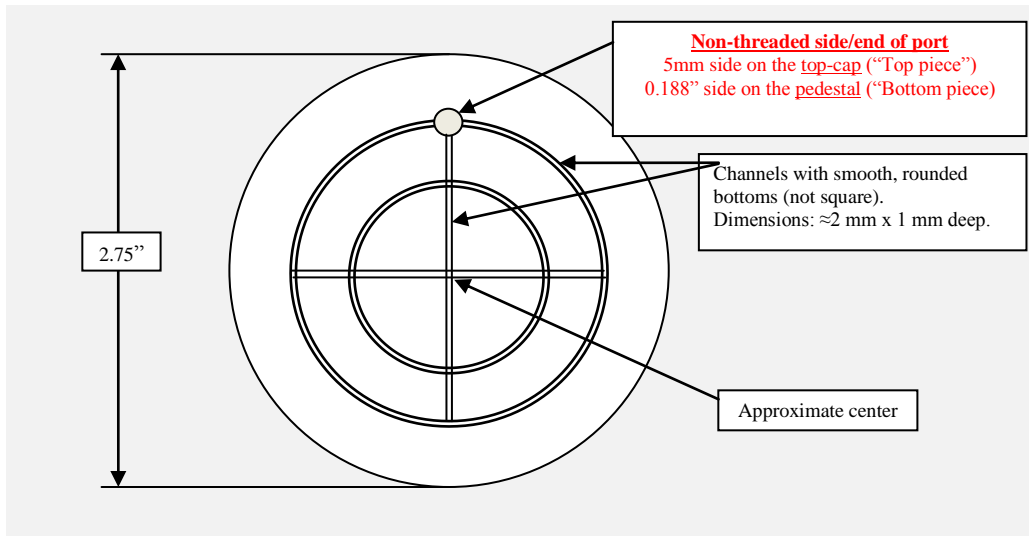 Non-threaded side/end of port
5mm side on the top-cap (“Top piece”)
0.188” side on the pedestal (“Bottom piece)
Channels with smooth, rounded
bottoms (not square).
Dimensions: ≈2 mm x 1 mm deep.
2.75”
Approximate center